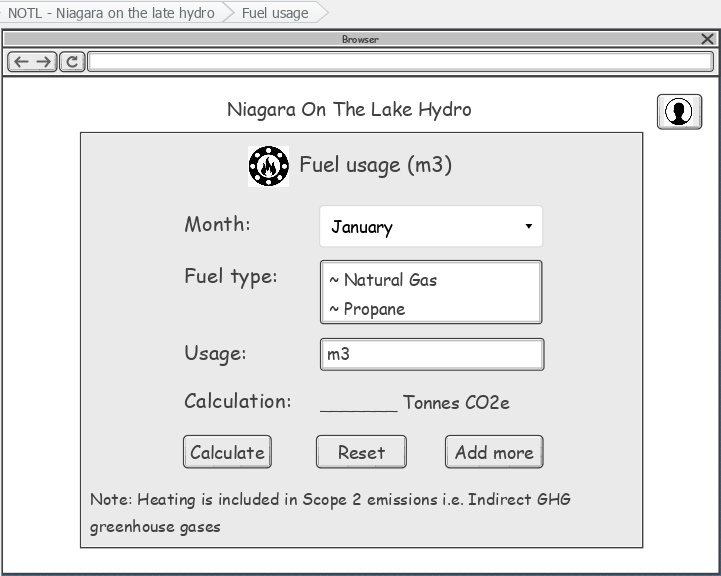 NOTL - Niagara on the late hydro Fuel usage
Browser
Niagara On The Lake Hydro
Fuel usage (m3)
Month: January
Fuel type: ~ Natural Gas
~ Propane
Usage: m3
Calculation: _______ Tonnes CO2e
Calculate Reset Add more
Note: Heating is included in Scope 2 emissions i.e. Indirect GHG
greenhouse gases